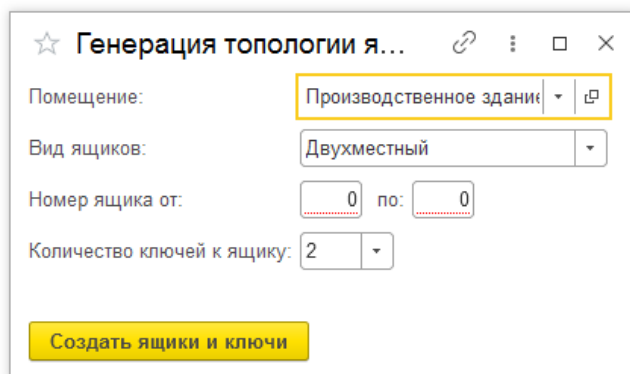 Генерация топологии я...
Помещение: Производственное здание
Вид ящиков: Двухместный
Номер ящика от: 0 по: 0
Количество ключей к ящику: 2
Создать ящики и ключи